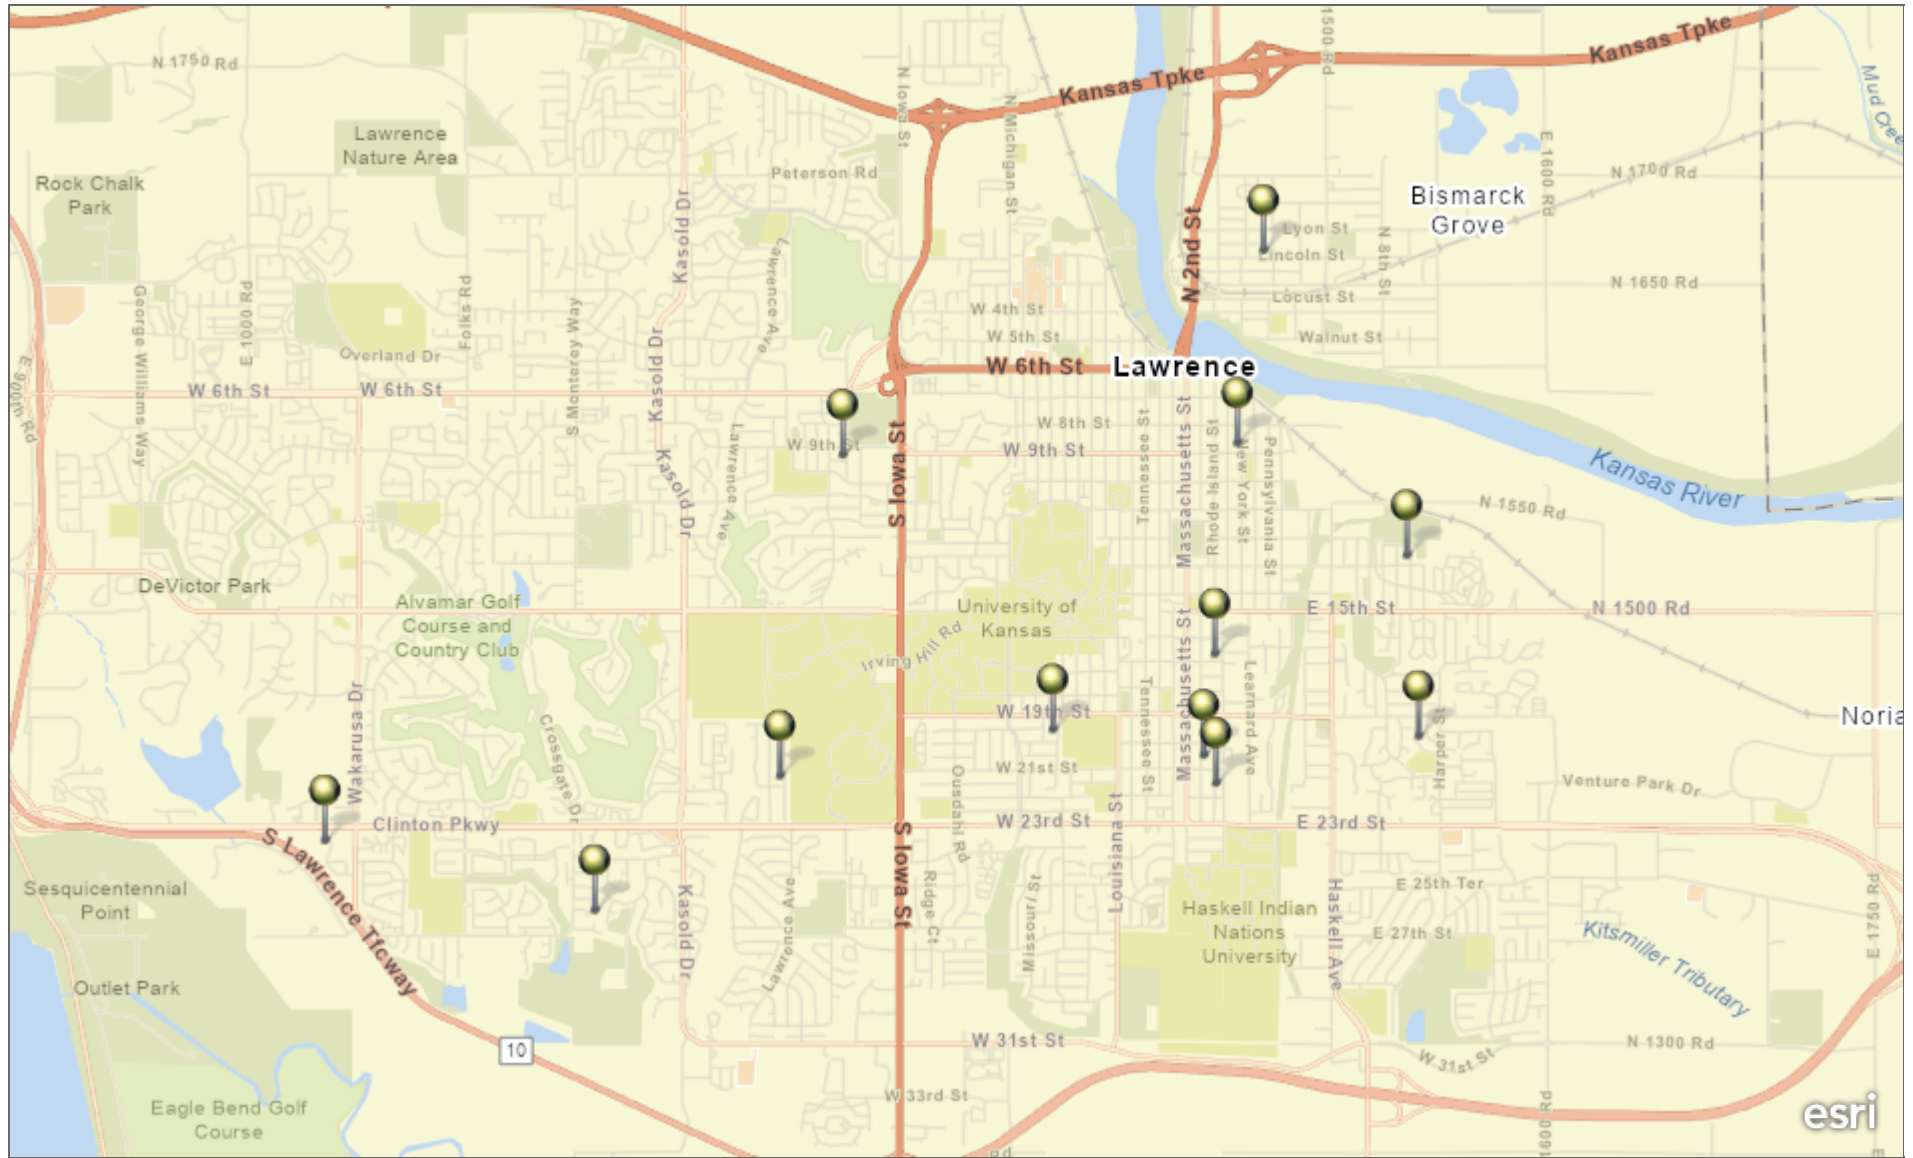 Kansas Tpke
1500 Rd
N 1750 Rd
Kansas Tpke
Mud Cree
N Iowa St
N Michigan St
Lawrence
Nature Area
E 1600 Rd
Peterson Rd
N 1700 Rd
Rock Chalk
Park
Bismarck
Grove
Kasold Dr
N 2nd St
Lyon St
Lincoln St
N 8th St
Lawrence Ave
George Williams Way
E 1000 Rd
Folks Rd
S Monterey Way
N 1650 Rd
Locust St
W 4th St
W 5th St
Walnut St
Overland Dr
Kasold Dr
E 900th Rd
W 6th St
W 6th St
W 6th St
Lawrence
W 8th St
W 9th St
W 9th St
S Iowa St
Tennessee St
Massachusetts St
Rhode Island St
New York St
Pennsylvania St
Lawrence Ave
Kasold Dr
Kansas River
N 1550 Rd
DeVictor Park
Alvamar Golf
Course and
Country Club
University of
Kansas
Irving Hill Rd
E 15th St
N 1500 Rd
Massachusetts St
Learnard Ave
Tennessee St
Wakarusa Dr
Crossgate Dr
W 19th St
Harper St
Noria
W 21st St
Ousdahl Rd
Louisiana St
Venture Park Dr
Clinton Pkwy
W 23rd St
E 23rd St
S Lawrence Tfcway
S Iowa St
Sesquicentennial
Point
Kasold Dr
Lawrence Ave
Ridge Ct
Missouri St
Haskell Indian
Nations
University
Haskell Ave
E 25th Ter
E 27th St
Kitsmiller Tributary
E 1750 Rd
Outlet Park
10
W 31st St
W 31st St
N 1300 Rd
W 33rd St
Eagle Bend Golf
Course
1600 Rd
Rd
esri